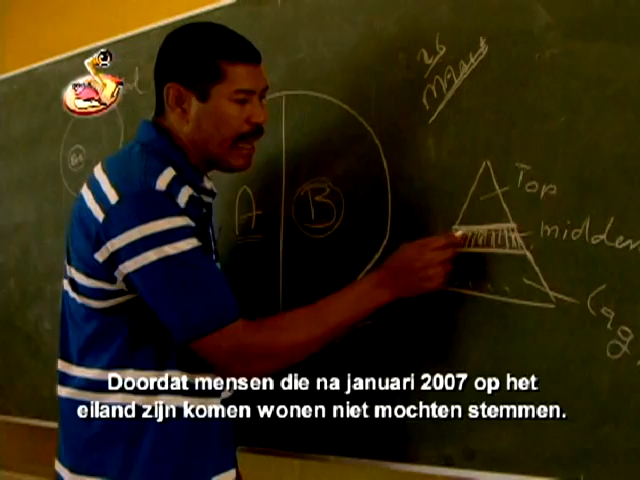 26
Maart
A
B
Top
midden
Doordat mensen die na januari 2007 op het
eiland zijn komen wonen niet mochten stemmen.